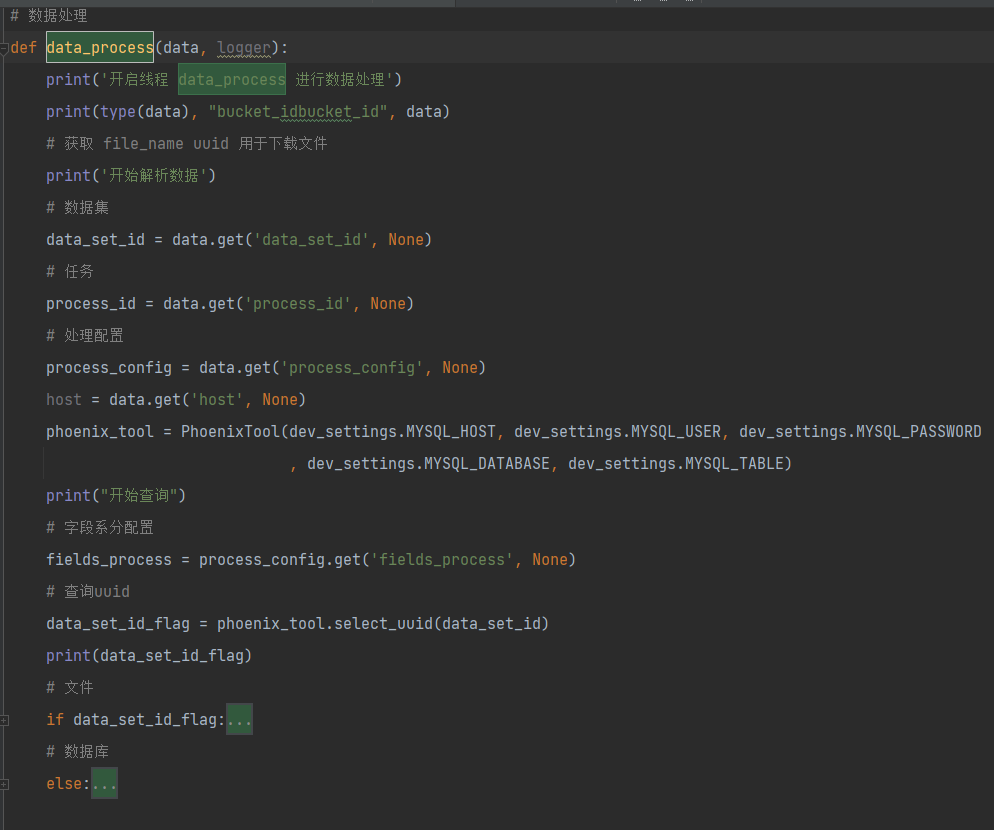 # 数据处理
def data_process(data, logger):
print('开启线程 data_process 进行数据处理')
print(type(data), "bucket_idbucket_id", data)
# 获取 file_name uuid 用于下载文件
print('开始解析数据')
# 数据集
data_set_id = data.get('data_set_id', None)
# 任务
process_id = data.get('process_id', None)
# 处理配置
process_config = data.get('process_config', None)
host = data.get('host', None)
phoenix_tool = PhoenixTool(dev_settings.MYSQL_HOST, dev_settings.MYSQL_USER, dev_settings.MYSQL_PASSWORD
, dev_settings.MYSQL_DATABASE, dev_settings.MYSQL_TABLE)
print("开始查询")
# 字段系分配置
fields_process = process_config.get('fields_process', None)
# 查询uuid
data_set_id_flag = phoenix_tool.select_uuid(data_set_id)
print(data_set_id_flag)
# 文件
if data_set_id_flag:...
# 数据库
else:...